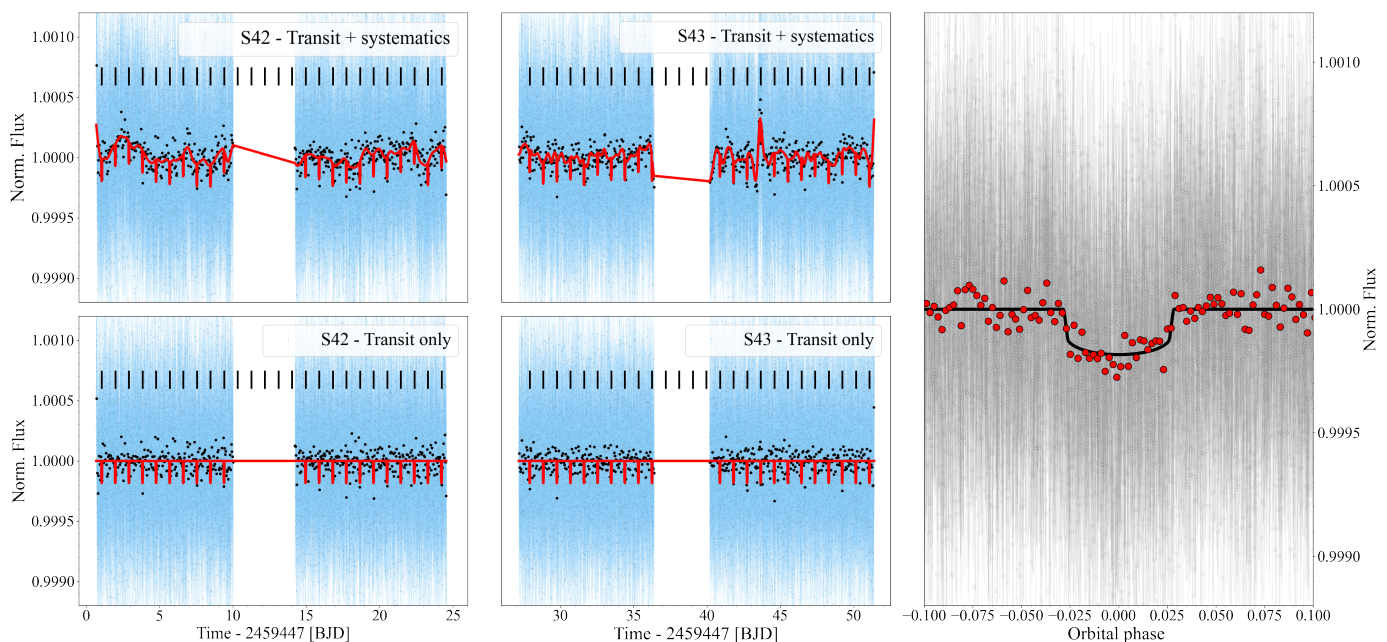 S42 - Transit + systematics
Norm. Flux
1.0010
1.0005
1.0000
0.9995
0.9990
S43 - Transit + systematics
S42 - Transit only
Norm. Flux
1.0010
1.0005
1.0000
0.9995
0.9990
0 5 10 15 20 25
Time - 2459447 [BJD]
S43 - Transit only
30 40 50
Time - 2459447 [BJD]
1.0010
1.0005
1.0000
0.9995
0.9990
Norm. Flux
−0.100 −0.075 −0.050 −0.025 0.000 0.025 0.050 0.075 0.100
Orbital phase